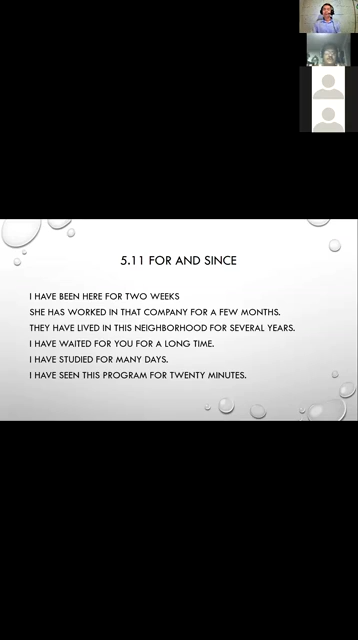 5.11 FOR AND SINCE
I HAVE BEEN HERE FOR TWO WEEKS
SHE HAS WORKED IN THAT COMPANY FOR A FEW MONTHS.
THEY HAVE LIVED IN THIS NEIGHBORHOOD FOR SEVERAL YEARS.
I HAVE WAITED FOR YOU FOR A LONG TIME.
I HAVE STUDIED FOR MANY DAYS.
I HAVE SEEN THIS PROGRAM FOR TWENTY MINUTES.